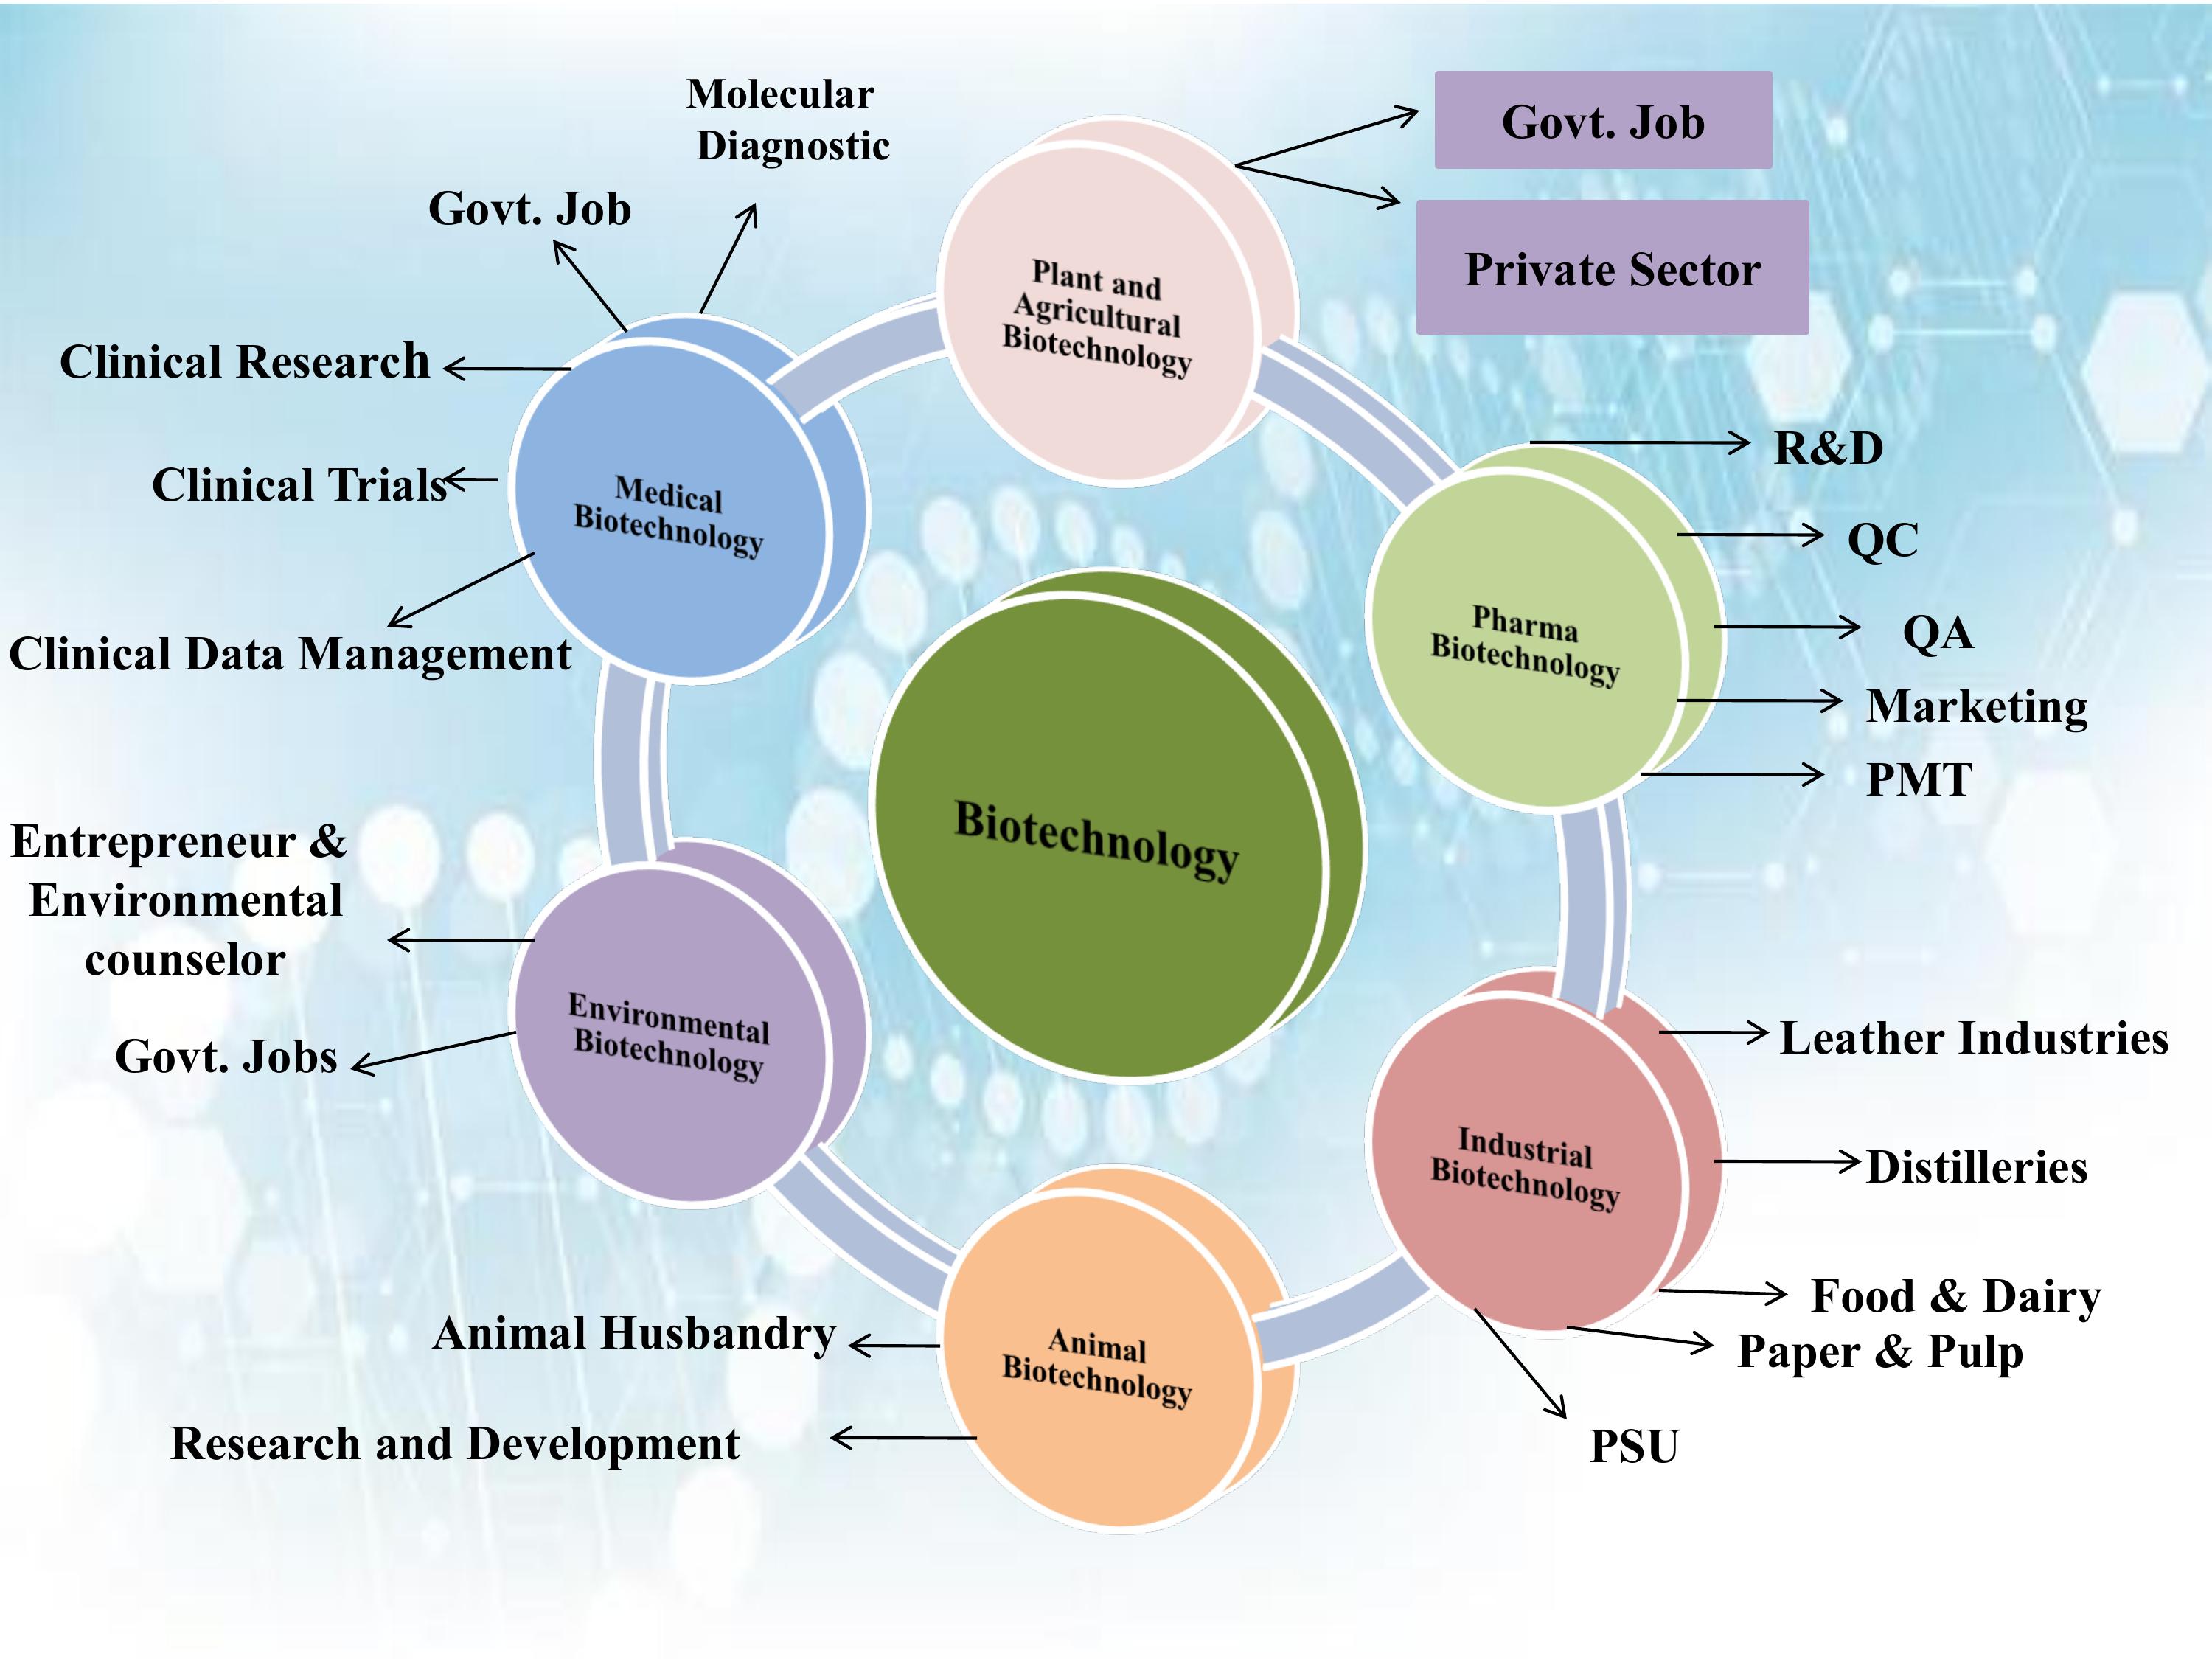 Molecular
Diagnostic
Govt. Job
Clinical Research
Clinical Trials
Clinical Data Management
Medical
Biotechnology
Plant and
Agricultural
Biotechnology
Govt. Job
Private Sector
Pharma
Biotechnology
R&D
QC
QA
Marketing
PMT
Biotechnology
Entrepreneur &
Environmental
counselor
Govt. Jobs
Environmental
Biotechnology
Industrial
Biotechnology
Leather Industries
Distilleries
Food & Dairy
Paper & Pulp
PSU
Animal
Biotechnology
Animal Husbandry
Research and Development